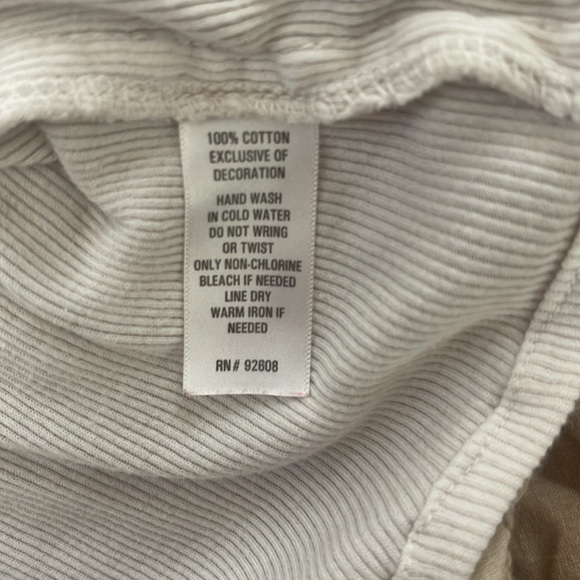 100% COTTON
EXCLUSIVE OF
DECORATION
HAND WASH
IN COLD WATER
DO NOT WRING
OR TWIST
ONLY NON-CHLORINE
BLEACH IF NEEDED
LINE DRY
WARM IRON IF
NEEDED
RN# 92608